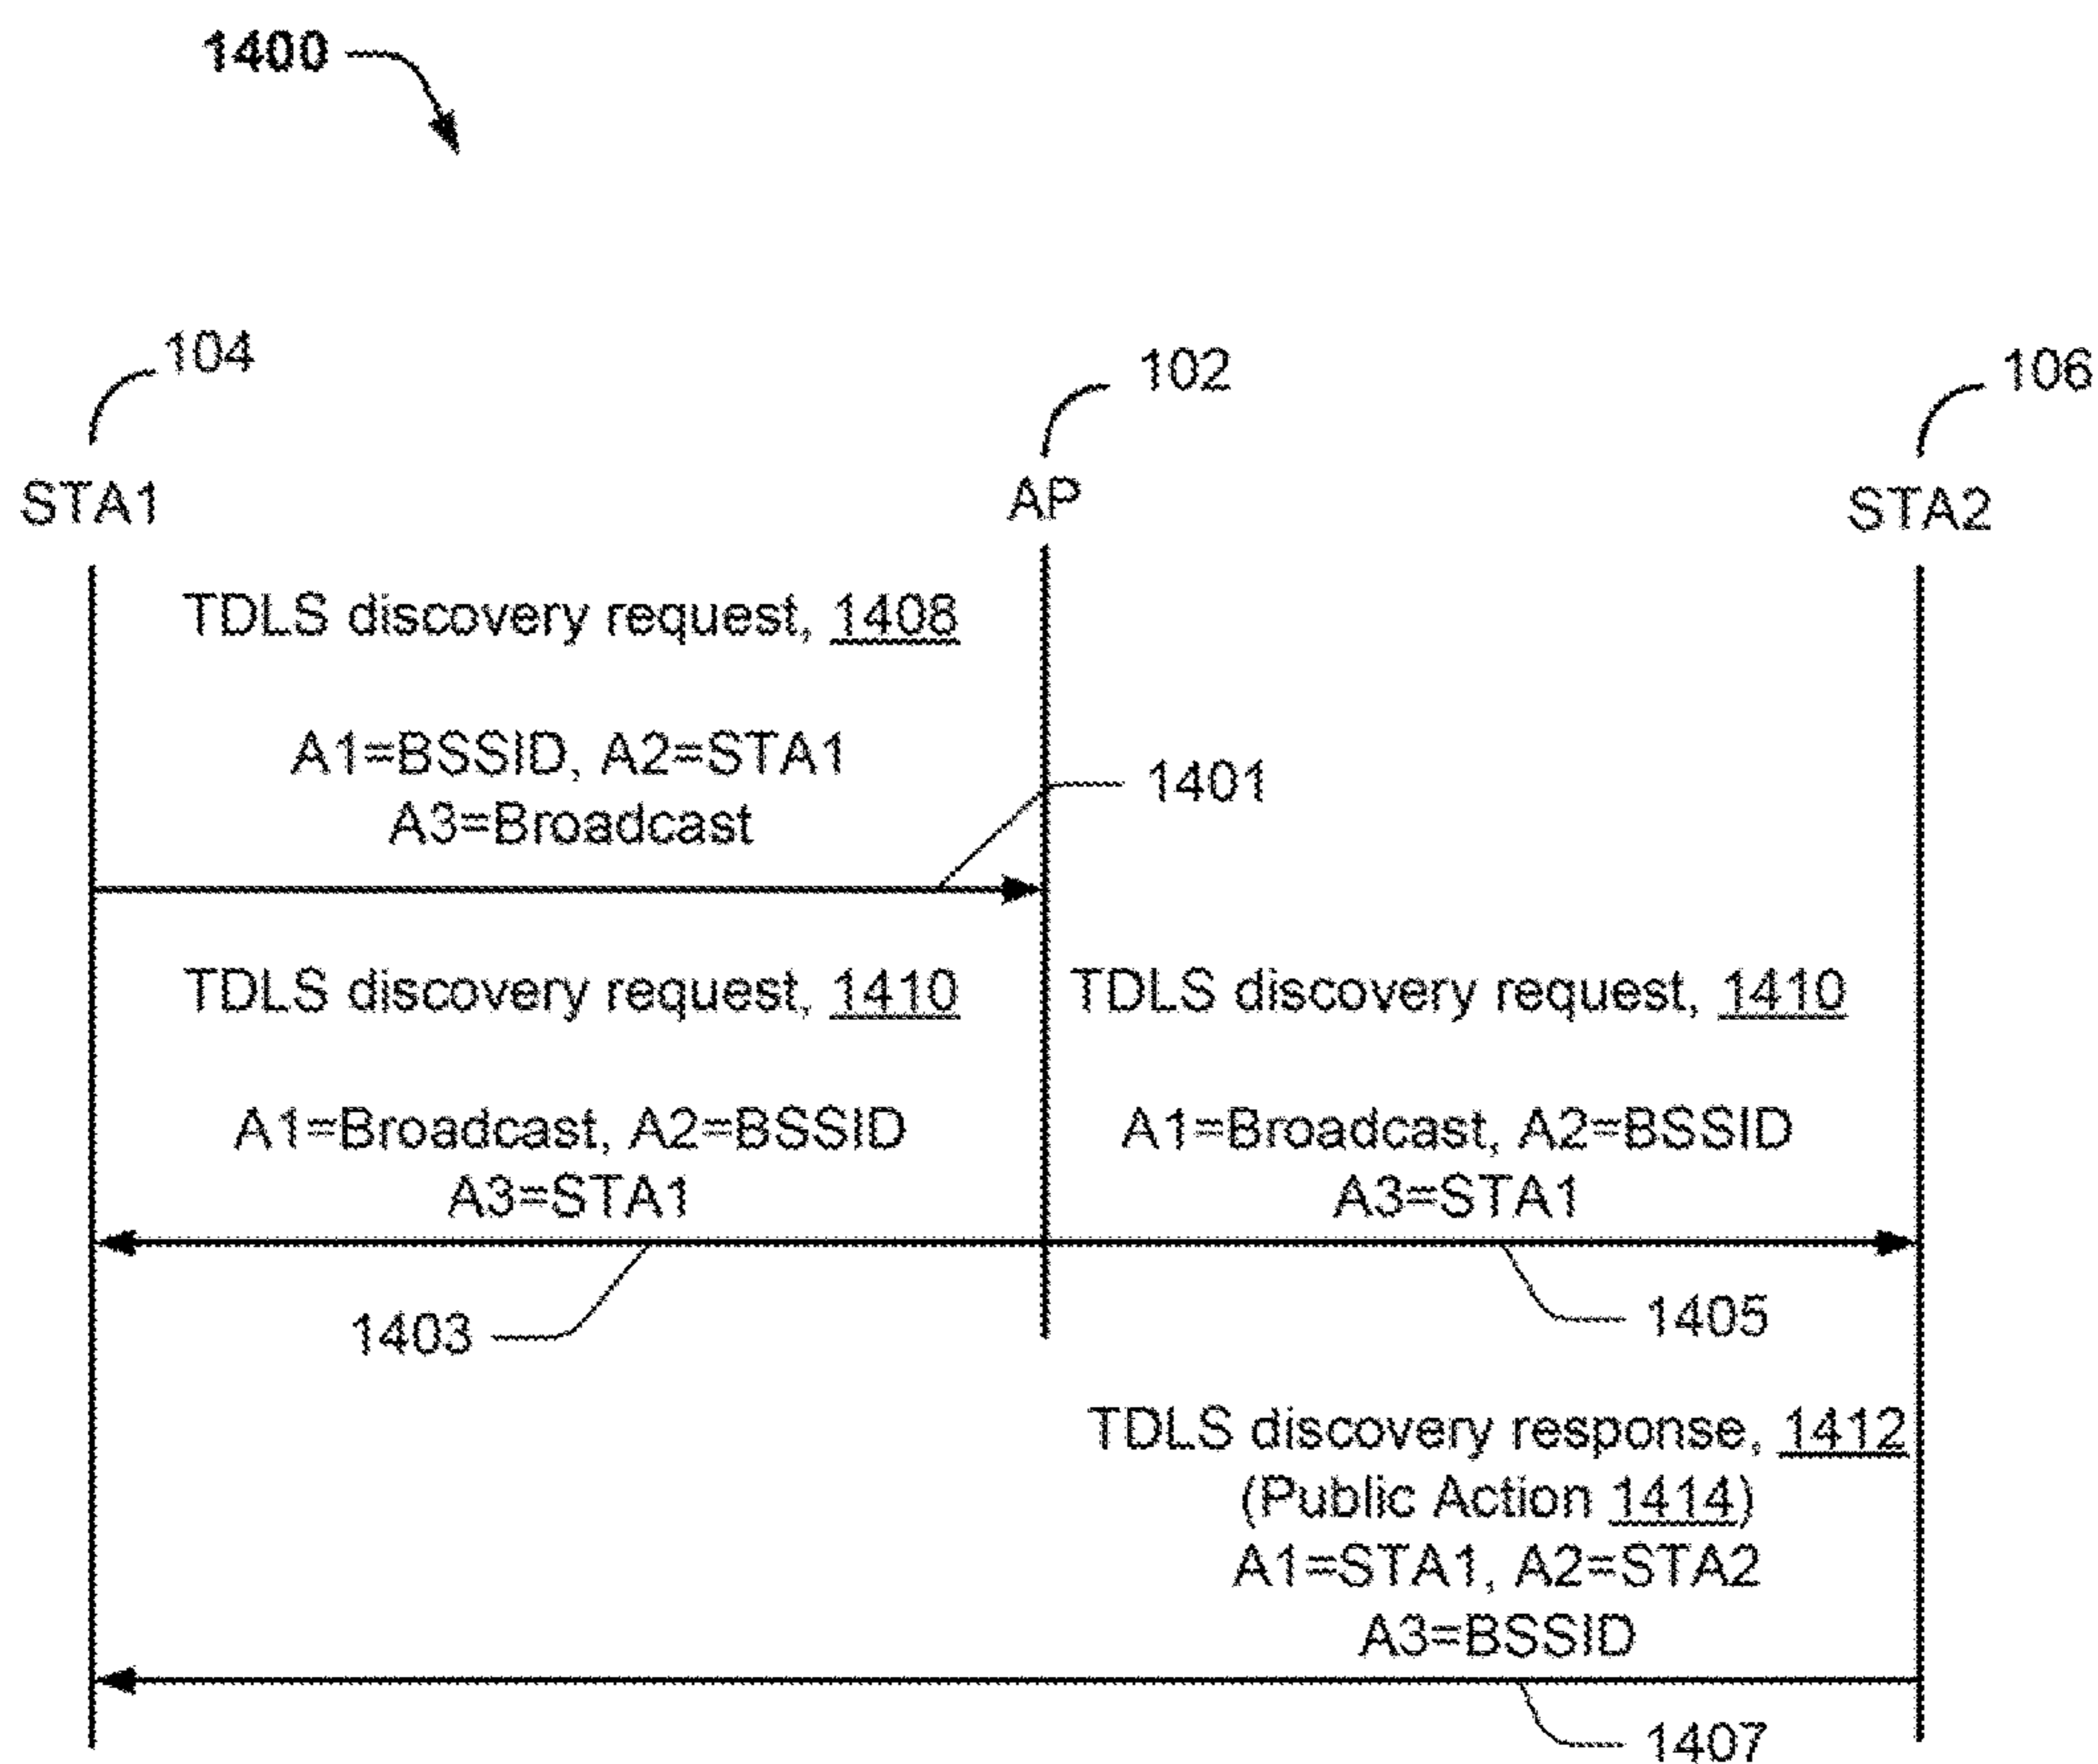 1400
104
102
106
STA1
AP
STA2
TDLS discovery request, 1408
A1=BSSID, A2=STA1
A3=Broadcast
1401
TDLS discovery request, 1410
A1=Broadcast, A2=BSSID
A3=STA1
TDLS discovery request, 1410
A1=Broadcast, A2=BSSID
A3=STA1
1403
1405
TDLS discovery response, 1412
(Public Action 1414)
A1=STA1, A2=STA2
A3=BSSID
1407